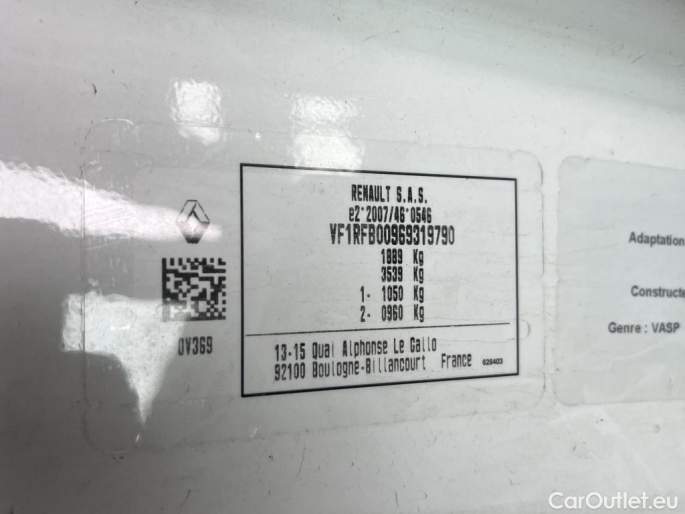 RENAULT S.A.S.
e2*2007/46*0546
VF1RFB00969319790
1889 Kg
3539 Kg
1- 1050 Kg
2- 0960 Kg
0V369
13-15 Quai Alphonse Le Gallo
92100 Boulogne-Billancourt France 628403
Adaptation
Constructe
Genre : VASP
CarOutlet.eu